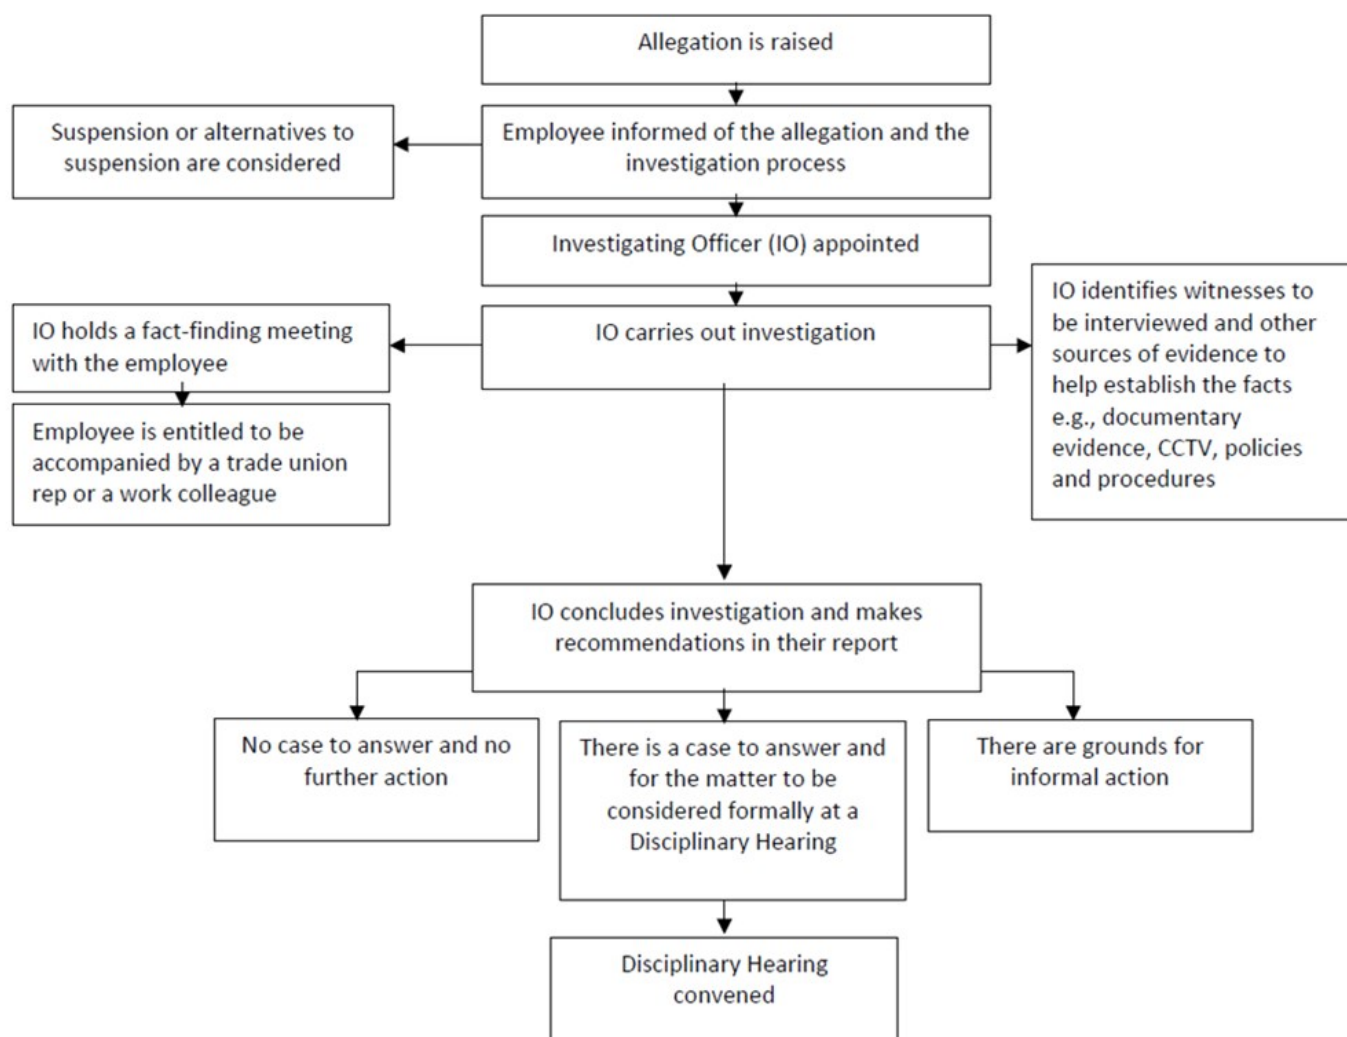 Allegation is raised
Suspension or alternatives to
suspension are considered
Employee informed of the allegation and the
investigation process
Investigating Officer (IO) appointed
IO holds a fact-finding meeting
with the employee
IO carries out investigation
IO identifies witnesses to
be interviewed and other
sources of evidence to
help establish the facts
e.g., documentary
evidence, CCTV, policies
and procedures
Employee is entitled to be
accompanied by a trade union
rep or a work colleague
IO concludes investigation and makes
recommendations in their report
No case to answer and no
further action
There is a case to answer and
for the matter to be
considered formally at a
Disciplinary Hearing
There are grounds for
informal action
Disciplinary Hearing
convened